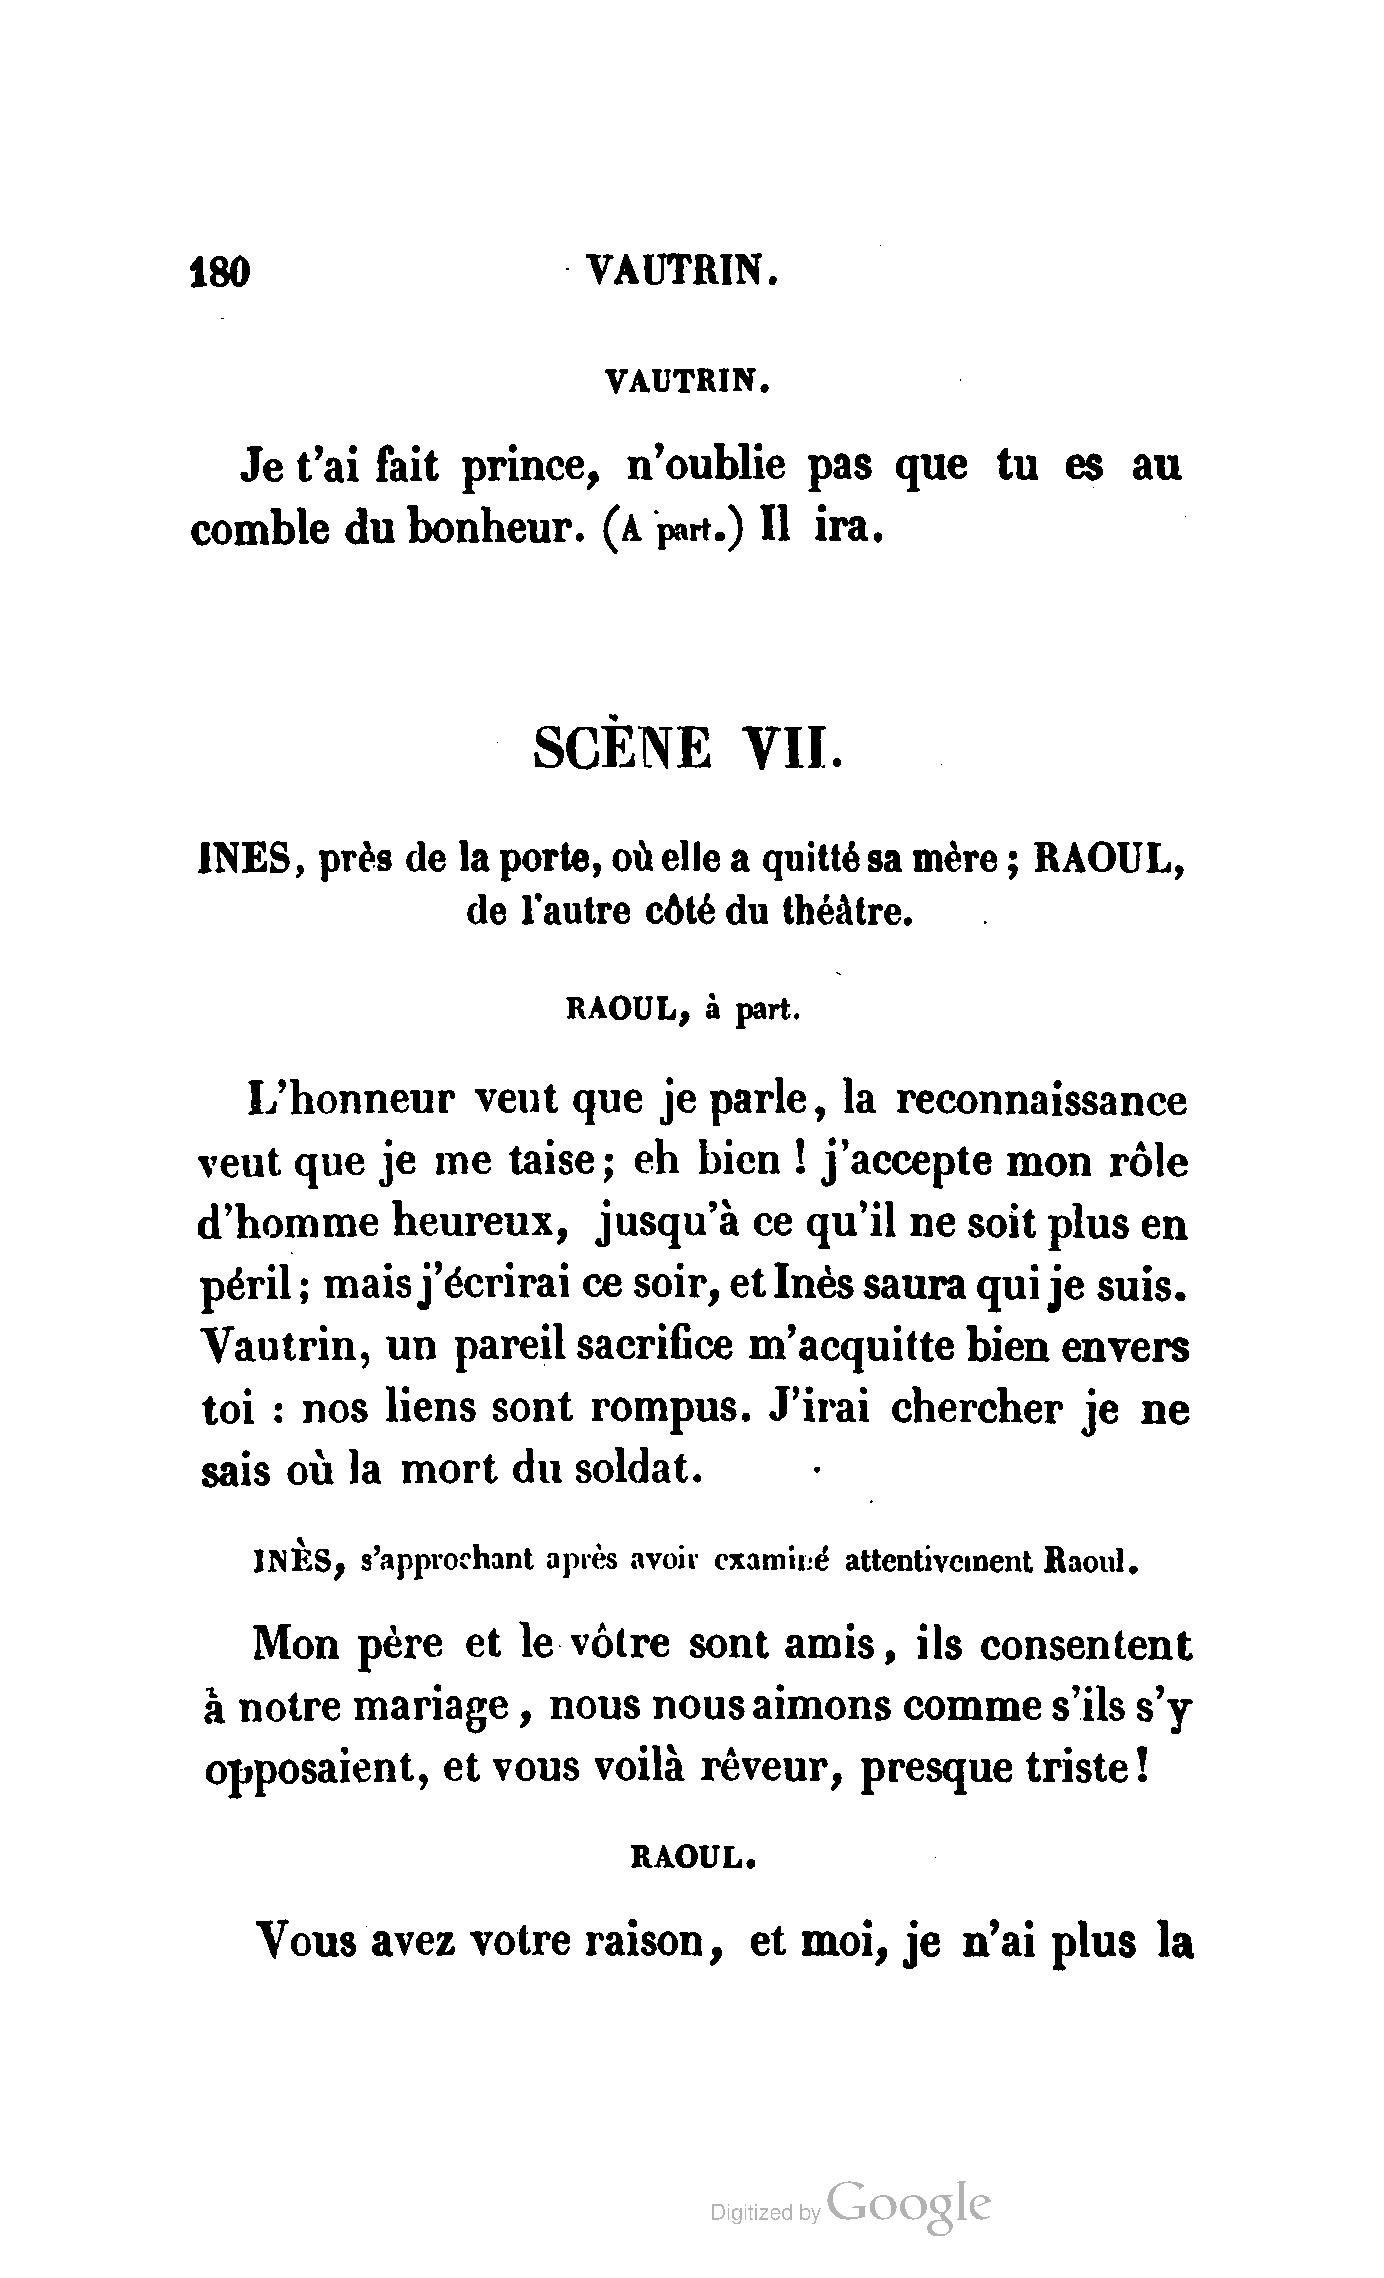 180 VAUTRIN.
VAUTRIN.
Je t'ai fait prince, n'oublie pas que tu es au
comble du bonheur. (A part.) Il ira.
SCÈNE VII.
INES, près de la porte, où elle a quitté sa mère ; RAOUL,
de l'autre côté du théâtre.
RAOUL, à part.
L'honneur veut que je parle, la reconnaissance
veut que je me taise; eh bien ! j'accepte mon rôle
d'homme heureux, jusqu'à ce qu'il ne soit plus en
péril; mais j'écrirai ce soir, et Inès saura qui je suis.
Vautrin, un pareil sacrifice m'acquitte bien envers
toi : nos liens sont rompus. J'irai chercher je ne
sais où la mort du soldat.
INÈS, s'approchant après avoir examiné attentivement Raoul.
Mon père et le vôtre sont amis, ils consentent
à notre mariage, nous nous aimons comme s'ils s'y
opposaient, et vous voilà rêveur, presque triste!
RAOUL.
Vous avez votre raison, et moi, je n'ai plus la
Digitized by Google